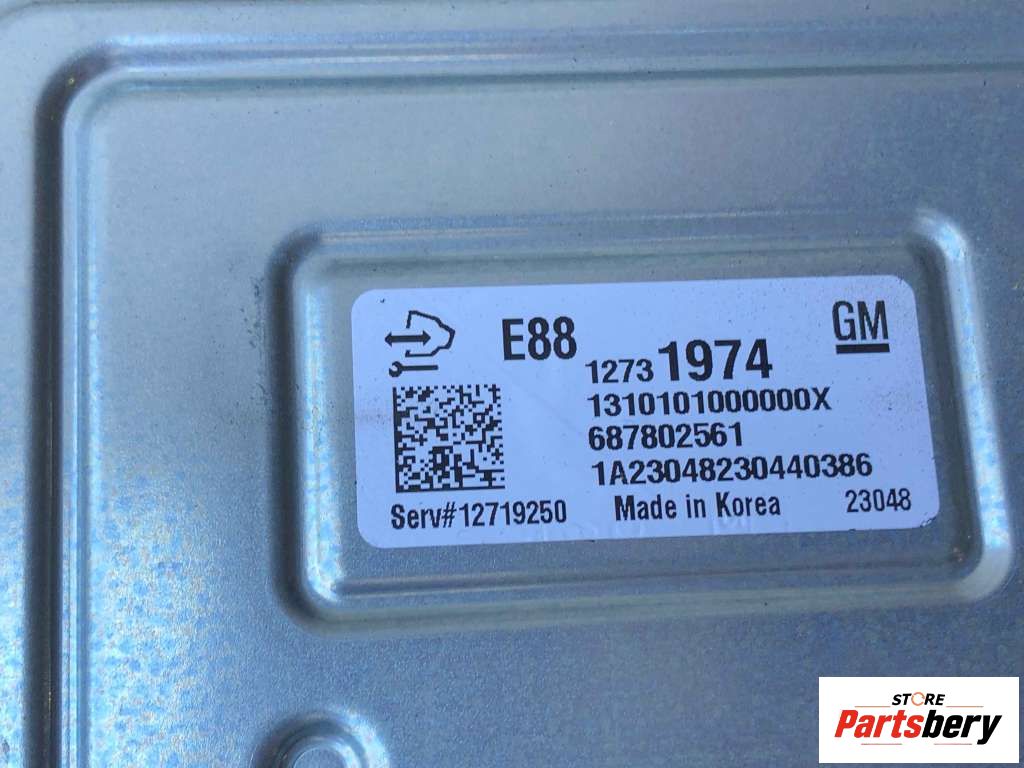 E88
GM
1273 1974
1310101000000X
687802561
1A23048230440386
Serv#12719250 Made in Korea 23048
STORE
Partsbery